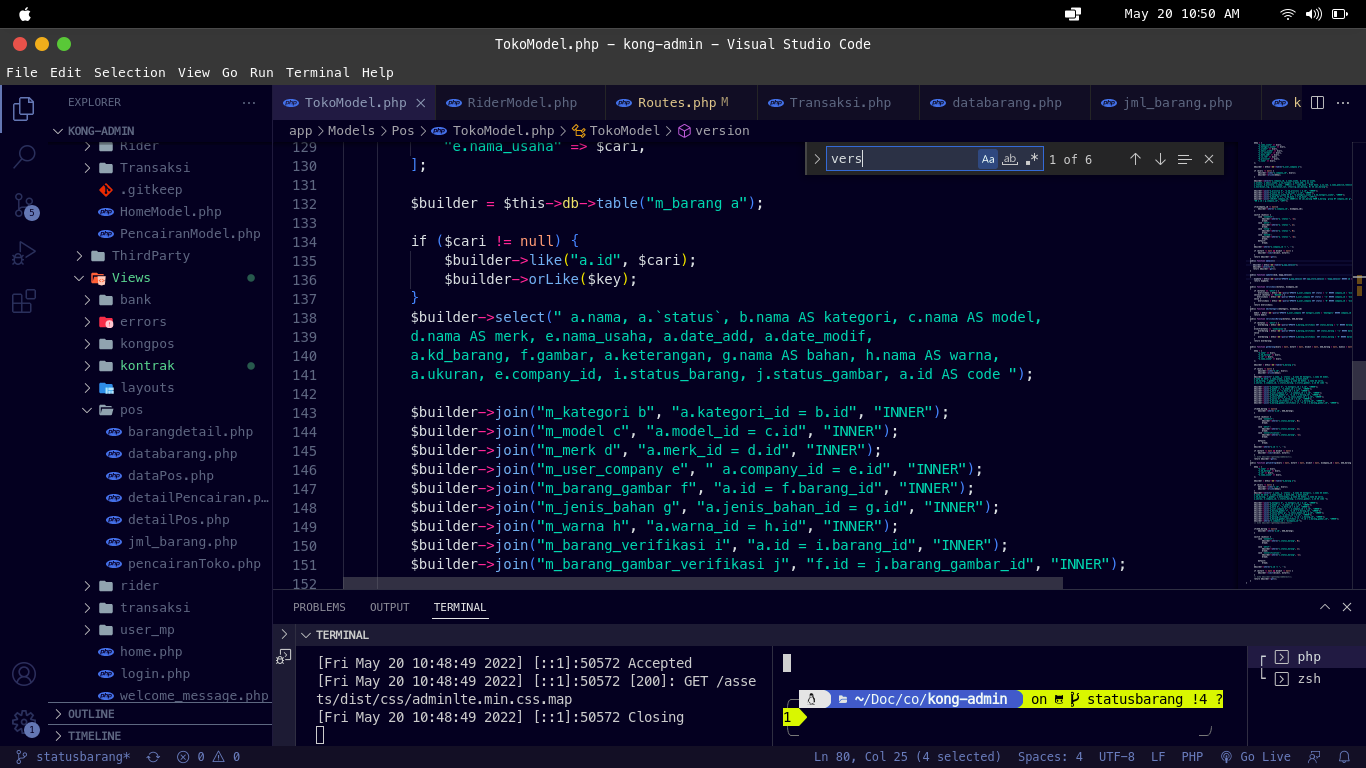 May 20 10:50 AM
TokoModel.php - kong-admin - Visual Studio Code
File Edit Selection View Go Run Terminal Help
EXPLORER
KONG-ADMIN
Rider
Transaksi
.gitkeep
HomeModel.php
PencairanModel.php
ThirdParty
Views
bank
errors
kongpos
kontrak
layouts
pos
barangdetail.php
databarang.php
dataPos.php
detailPencairan.p…
detailPos.php
jml_barang.php
pencairanToko.php
rider
transaksi
user_mp
home.php
login.php
welcome_message.php
OUTLINE
TIMELINE
5
1
php TokoModel.php
php RiderModel.php
php Routes.php M
php Transaksi.php
php databarang.php
php jml_barang.php
php k
app > Models > Pos > php TokoModel.php > TokoModel > version
vers Aa ab .* 1 of 6
129 "e.nama_usaha" => $cari,
130 ];
131
132 $builder = $this->db->table("m_barang a");
133
134 if ($cari != null) {
135 $builder->like("a.id", $cari);
136 $builder->orLike($key);
137 }
138 $builder->select(" a.nama, a.`status`, b.nama AS kategori, c.nama AS model,
139 d.nama AS merk, e.nama_usaha, a.date_add, a.date_modif,
140 a.kd_barang, f.gambar, a.keterangan, g.nama AS bahan, h.nama AS warna,
141 a.ukuran, e.company_id, i.status_barang, j.status_gambar, a.id AS code ");
142
143 $builder->join("m_kategori b", "a.kategori_id = b.id", "INNER");
144 $builder->join("m_model c", "a.model_id = c.id", "INNER");
145 $builder->join("m_merk d", "a.merk_id = d.id", "INNER");
146 $builder->join("m_user_company e", " a.company_id = e.id", "INNER");
147 $builder->join("m_barang_gambar f", "a.id = f.barang_id", "INNER");
148 $builder->join("m_jenis_bahan g", "a.jenis_bahan_id = g.id", "INNER");
149 $builder->join("m_warna h", "a.warna_id = h.id", "INNER");
150 $builder->join("m_barang_verifikasi i", "a.id = i.barang_id", "INNER");
151 $builder->join("m_barang_gambar_verifikasi j", "f.id = j.barang_gambar_id", "INNER");
152
PROBLEMS OUTPUT TERMINAL
TERMINAL
[Fri May 20 10:48:49 2022] [::1]:50572 Accepted
[Fri May 20 10:48:49 2022] [::1]:50572 [200]: GET /asse
ts/dist/css/adminlte.min.css.map
[Fri May 20 10:48:49 2022] [::1]:50572 Closing
~/Doc/co/kong-admin on statusbarang !4 ?
1
php
zsh
statusbarang* 0 0 Ln 80, Col 25 (4 selected) Spaces: 4 UTF-8 LF PHP Go Live